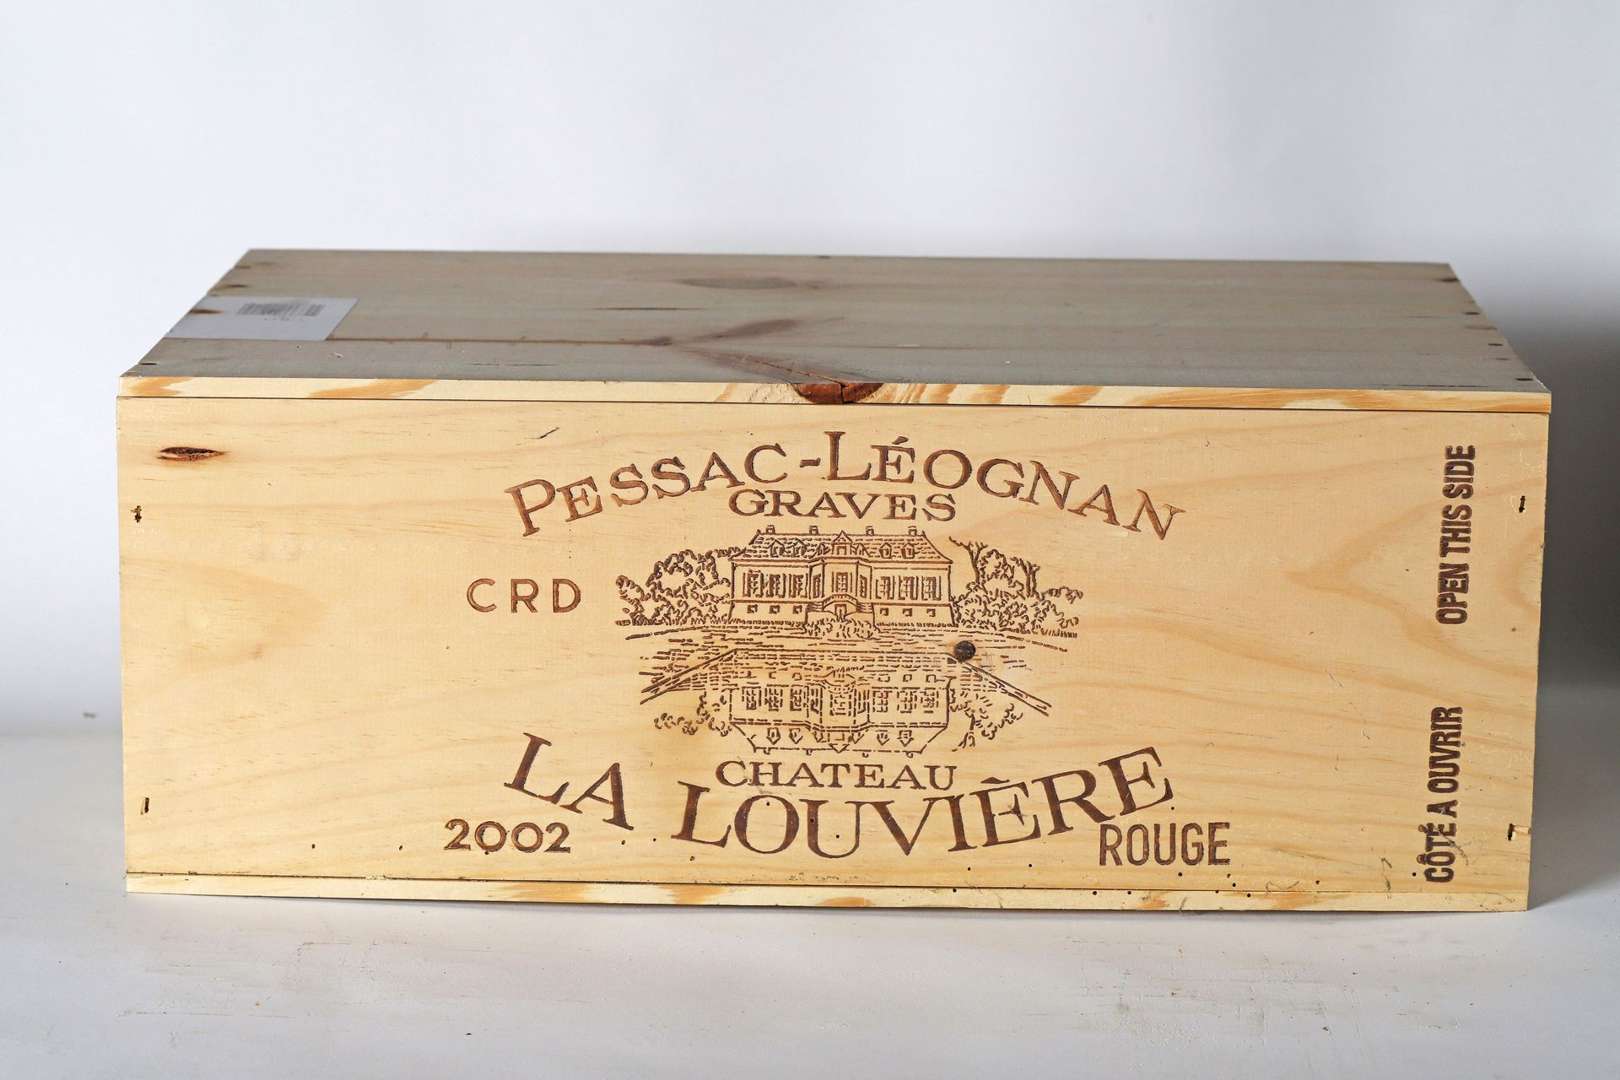 PESSAC-LÉOGNAN
GRAVES
CRD
CHATEAU
LA LOUVIÈRE
2002
ROUGE
OPEN THIS SIDE
CÔTÉ A OUVRIR